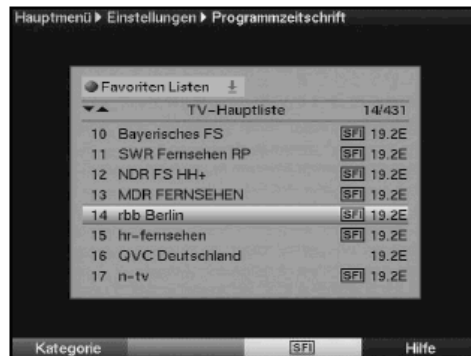 Hauptmenü Einstellungen Programmzeitschrift
Favoriten Listen
TV-Hauptliste 14/431
10 Bayerisches FS SFI 19.2E
11 SWR Fernsehen RP SFI 19.2E
12 NDR FS HH+ SFI 19.2E
13 MDR FERNSEHEN SFI 19.2E
14 rbb Berlin SFI 19.2E
15 hr-fernsehen SFI 19.2E
16 QVC Deutschland 19.2E
17 n-tv SFI 19.2E
Kategorie SFI Hilfe